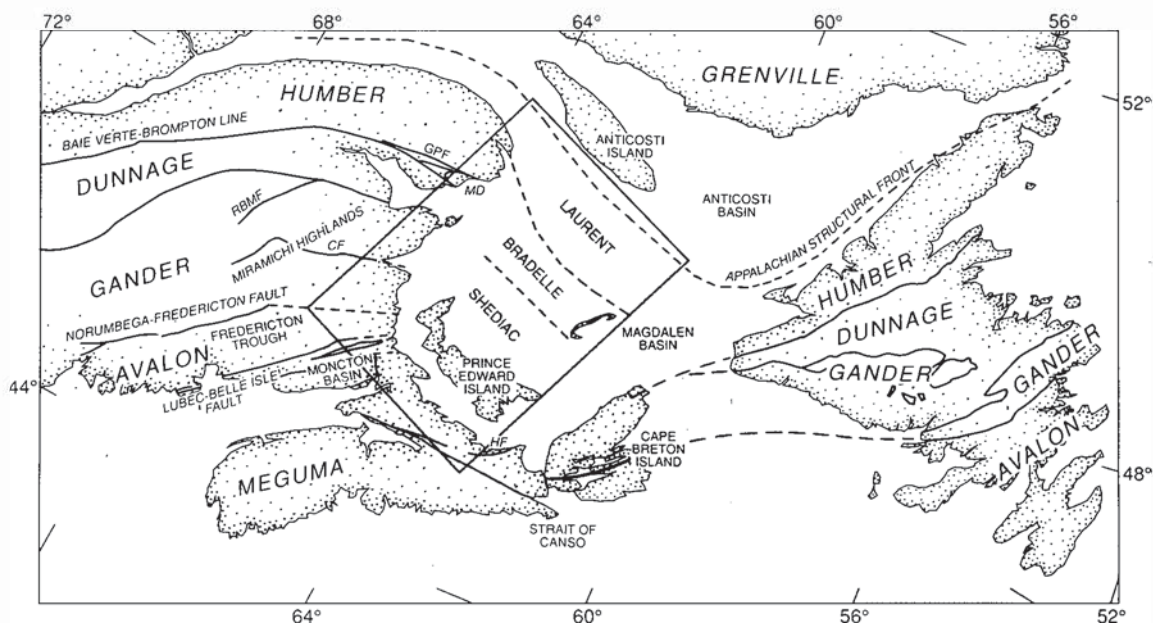 72°
68°
64°
60°
56°
GRENVILLE
HUMBER
52°
ANTICOSTI
ISLAND
BAIE VERTE-BROMPTON LINE
GPF
DUNNAGE
MD
ANTICOSTI
BASIN
RBMF
LAURENT
APPALACHIAN STRUCTURAL FRONT
MIRAMICHI HIGHLANDS
CF
BRADELLE
GANDER
HUMBER
SHEDIAC
NORUMBEGA-FREDERICTON FAULT
FREDERICTON
TROUGH
MAGDALEN
BASIN
DUNNAGE
AVALON
MONCTON
BASIN
PRINCE
EDWARD
ISLAND
GANDER
GANDER
44°
LUBEC-BELLE ISLE
FAULT
HF
CAPE
BRETON
ISLAND
AVALON
MEGUMA
48°
STRAIT OF
CANSO
64°
60°
56°
52°